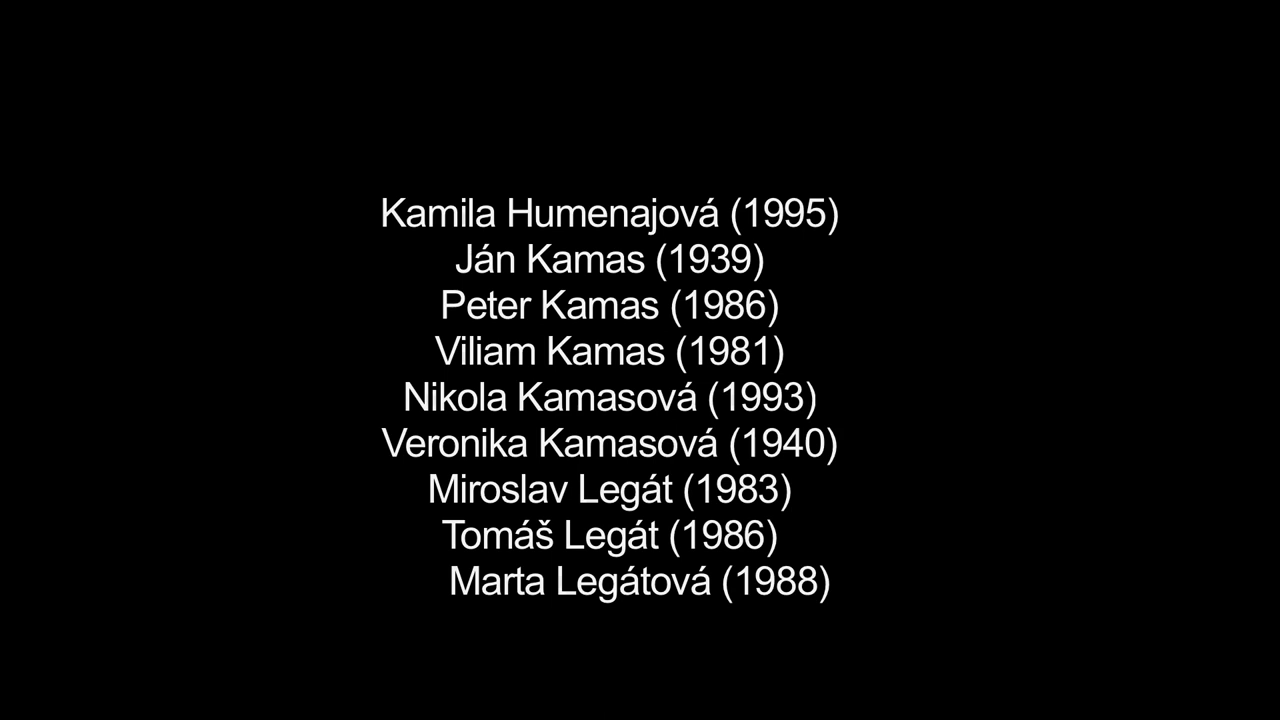 Kamila Humenajová (1995)
Ján Kamas (1939)
Peter Kamas (1986)
Viliam Kamas (1981)
Nikola Kamasová (1993)
Veronika Kamasová (1940)
Miroslav Legát (1983)
Tomáš Legát (1986)
Marta Legátová (1988)